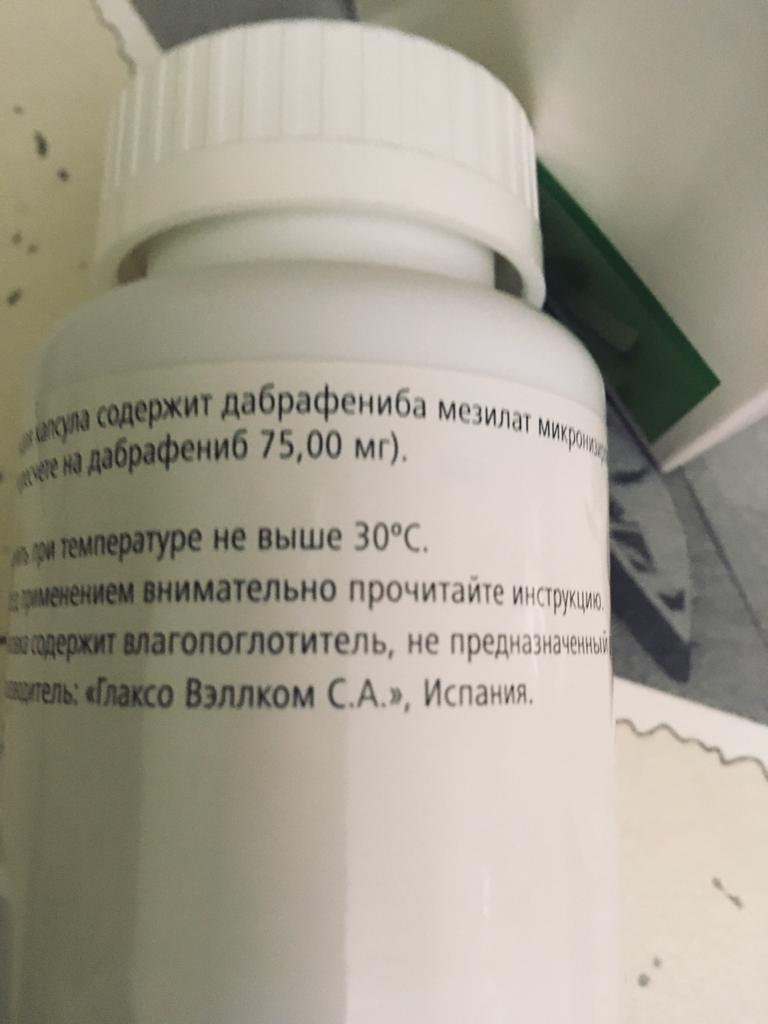 капсула содержит дабрафениба мезилат
на дабрафениб 75,00 мг).
при температуре не выше 30°C.
применением внимательно прочитайте инструкцию.
содержит влагопоглотитель, не предназначенный
«Глаксо Вэллком С.А.», Испания.